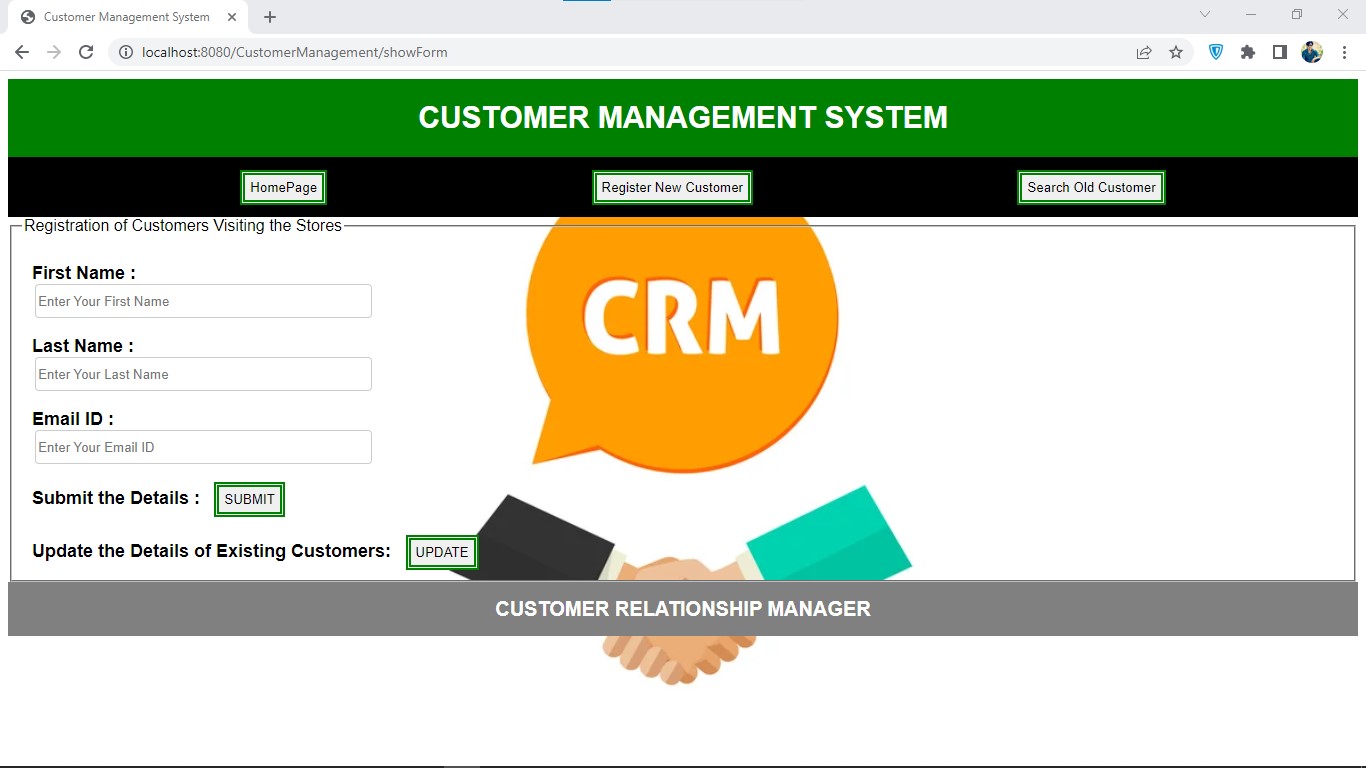 Customer Management System
localhost:8080/CustomerManagement/showForm
CUSTOMER MANAGEMENT SYSTEM
HomePage
Register New Customer
Search Old Customer
Registration of Customers Visiting the Stores
CRM
First Name :
Enter Your First Name
Last Name :
Enter Your Last Name
Email ID :
Enter Your Email ID
Submit the Details : SUBMIT
Update the Details of Existing Customers: UPDATE
CUSTOMER RELATIONSHIP MANAGER